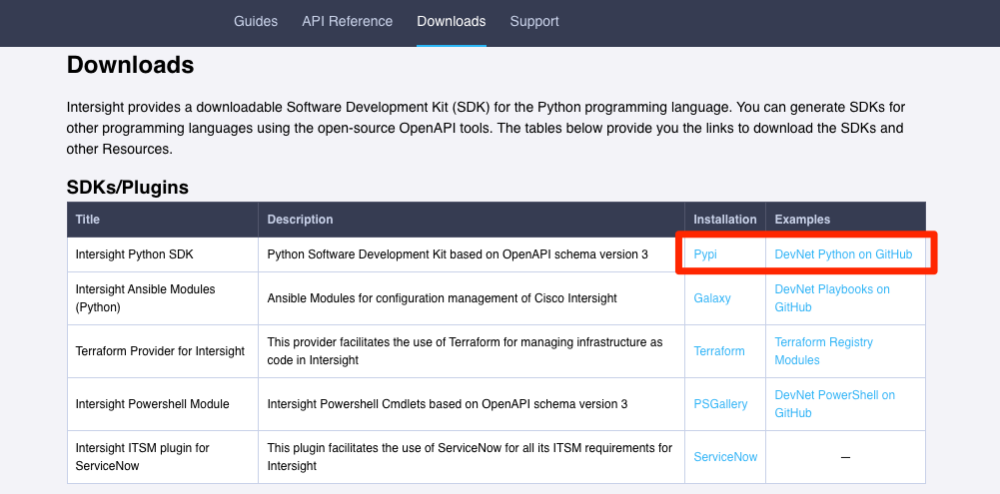 Guides API Reference Downloads Support
Downloads
Intersight provides a downloadable Software Development Kit (SDK) for the Python programming language. You can generate SDKs for
other programming languages using the open-source OpenAPI tools. The tables below provide you the links to download the SDKs and
other Resources.
SDKs/Plugins
Title Description Installation Examples
Intersight Python SDK Python Software Development Kit based on OpenAPI schema version 3 Pypi DevNet Python on GitHub
Intersight Ansible Modules
(Python)
Ansible Modules for configuration management of Cisco Intersight
Galaxy
DevNet Playbooks on
GitHub
Terraform Provider for Intersight
This provider facilitates the use of Terraform for managing infrastructure as
code in Intersight
Terraform
Terraform Registry
Modules
Intersight Powershell Module
Intersight Powershell Cmdlets based on OpenAPI schema version 3
PSGallery
DevNet PowerShell on
GitHub
Intersight ITSM plugin for
ServiceNow
This plugin facilitates the use of ServiceNow for all its ITSM requirements for
Intersight
ServiceNow
—